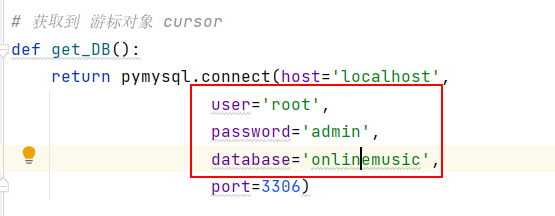 # 获取到 游标对象 cursor
def get_DB():
    return pymysql.connect(host='localhost',
                           user='root',
                           password='admin',
                           database='onlinemusic',
                           port=3306)